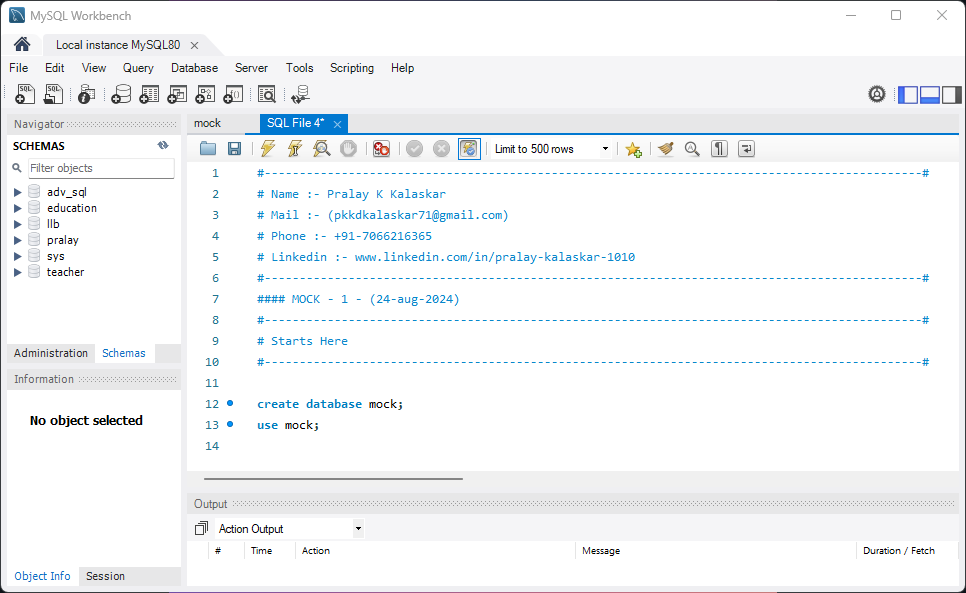 MySQL Workbench
Local instance MySQL80
File Edit View Query Database Server Tools Scripting Help
Navigator
SCHEMAS
Filter objects
adv_sql
education
llb
pralay
sys
teacher
Administration Schemas
Information
No object selected
Object Info Session
mock SQL File 4*
Limit to 500 rows
1 #----------------------------------------------------------------------------------------------#
2 # Name :- Pralay K Kalaskar
3 # Mail :- (pkkdkalaskar71@gmail.com)
4 # Phone :- +91-7066216365
5 # Linkedin :- www.linkedin.com/in/pralay-kalaskar-1010
6 #----------------------------------------------------------------------------------------------#
7 #### MOCK - 1 - (24-aug-2024)
8 #----------------------------------------------------------------------------------------------#
9 # Starts Here
10 #----------------------------------------------------------------------------------------------#
11
12 create database mock;
13 use mock;
14
Output
Action Output
# Time Action Message Duration / Fetch